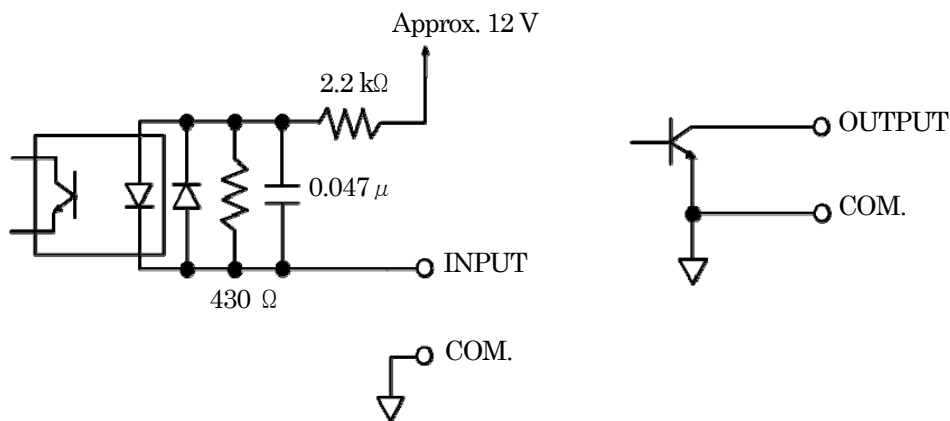 Approx. 12 V
2.2 kΩ
OUTPUT
0.047 μ
COM.
INPUT
430 Ω
COM.